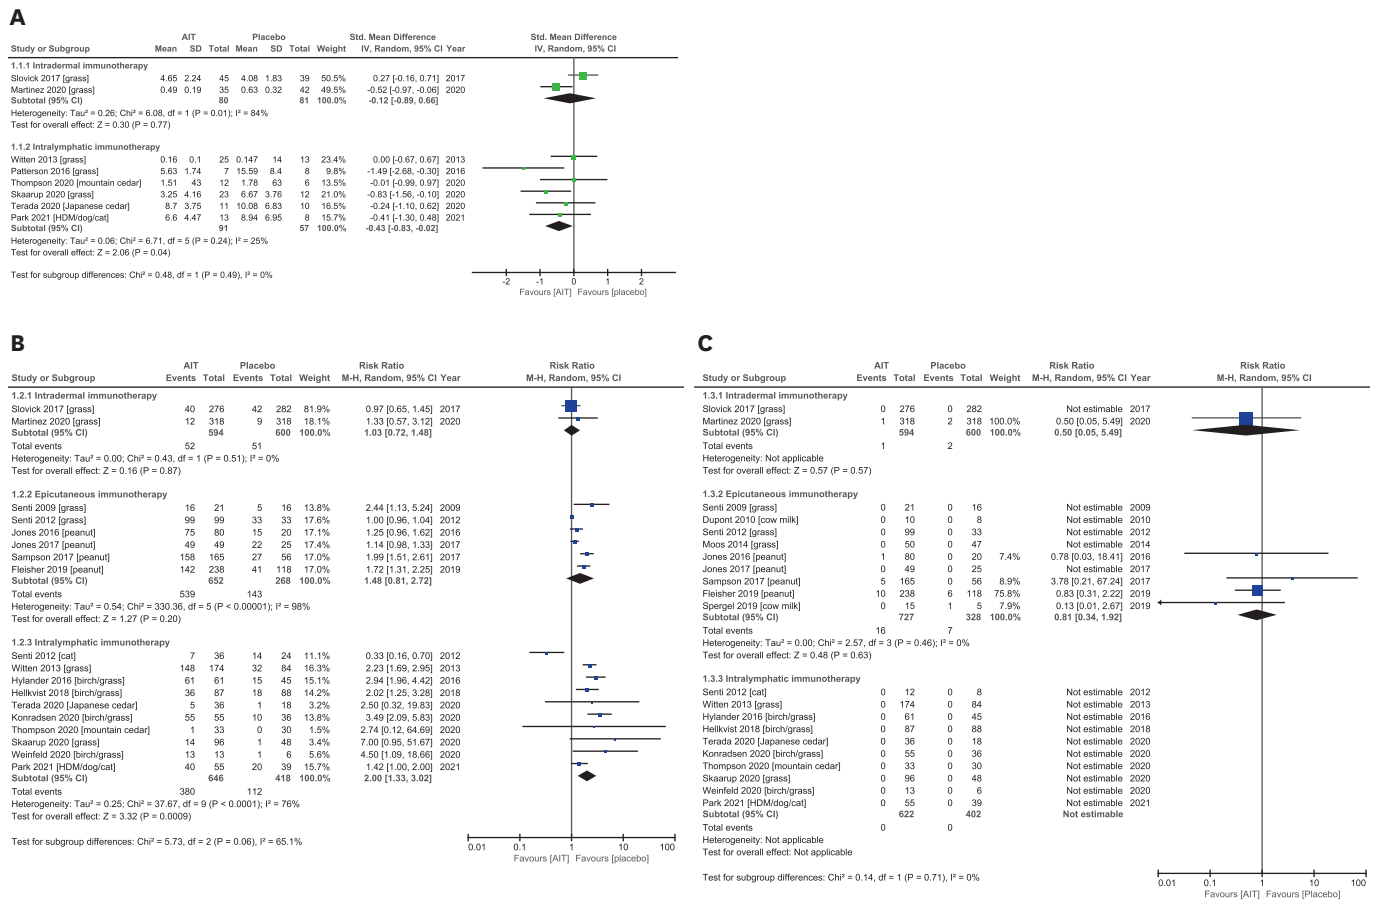 A
AIT Placebo Std. Mean Difference Std. Mean Difference
Study or Subgroup Mean SD Total Mean SD Total Weight IV, Random, 95% CI Year IV, Random, 95% CI
1.1.1 Intradermal immunotherapy
Slovick 2017 [grass] 4.65 2.24 45 4.08 1.83 39 50.5% 0.27 [-0.16, 0.71] 2017
Martinez 2020 [grass] 0.49 0.19 35 0.63 0.32 42 49.5% -0.52 [-0.97, -0.06] 2020
Subtotal (95% CI) 80 81 100.0% -0.12 [-0.89, 0.66]
Heterogeneity: Tau² = 0.26; Chi² = 6.08, df = 1 (P = 0.01); I² = 84%
Test for overall effect: Z = 0.30 (P = 0.77)
1.1.2 Intralymphatic immunotherapy
Witten 2013 [grass] 0.16 0.1 25 0.147 14 13 23.4% 0.00 [-0.67, 0.67] 2013
Patterson 2016 [grass] 5.63 1.74 7 15.59 8.4 8 9.8% -1.49 [-2.68, -0.30] 2016
Thompson 2020 [mountain cedar] 1.51 43 12 1.78 63 6 13.5% -0.01 [-0.99, 0.97] 2020
Skaarup 2020 [grass] 3.25 4.16 23 6.67 3.76 12 21.0% -0.83 [-1.56, -0.10] 2020
Terada 2020 [Japanese cedar] 8.7 3.75 11 10.08 6.83 10 16.5% -0.24 [-1.10, 0.62] 2020
Park 2021 [HDM/dog/cat] 6.6 4.47 13 8.94 6.95 8 15.7% -0.41 [-1.30, 0.48] 2021
Subtotal (95% CI) 91 57 100.0% -0.43 [-0.83, -0.02]
Heterogeneity: Tau² = 0.06; Chi² = 6.71, df = 5 (P = 0.24); I² = 25%
Test for overall effect: Z = 2.06 (P = 0.04)
Test for subgroup differences: Chi² = 0.48, df = 1 (P = 0.49), I² = 0%
-2 -1 0 1 2
Favours [AIT] Favours [placebo]
B
AIT Placebo Risk Ratio Risk Ratio
Study or Subgroup Events Total Events Total Weight M-H, Random, 95% CI Year M-H, Random, 95% CI
1.2.1 Intradermal immunotherapy
Slovick 2017 [grass] 40 276 42 282 81.9% 0.97 [0.65, 1.45] 2017
Martinez 2020 [grass] 12 318 9 318 18.1% 1.33 [0.57, 3.12] 2020
Subtotal (95% CI) 594 600 100.0% 1.03 [0.72, 1.48]
Total events 52 51
Heterogeneity: Tau² = 0.00; Chi² = 0.43, df = 1 (P = 0.51); I² = 0%
Test for overall effect: Z = 0.16 (P = 0.87)
1.2.2 Epicutaneous immunotherapy
Senti 2009 [grass] 16 21 5 16 13.8% 2.44 [1.13, 5.24] 2009
Senti 2012 [grass] 99 99 33 33 17.6% 1.00 [0.96, 1.04] 2012
Jones 2016 [peanut] 75 80 15 20 17.1% 1.25 [0.96, 1.62] 2016
Jones 2017 [peanut] 49 49 22 25 17.4% 1.14 [0.98, 1.33] 2017
Sampson 2017 [peanut] 158 165 27 56 17.0% 1.99 [1.51, 2.61] 2017
Fleisher 2019 [peanut] 142 238 41 118 17.1% 1.72 [1.31, 2.25] 2019
Subtotal (95% CI) 652 268 100.0% 1.48 [0.81, 2.72]
Total events 539 143
Heterogeneity: Tau² = 0.54; Chi² = 330.36, df = 5 (P < 0.00001); I² = 98%
Test for overall effect: Z = 1.27 (P = 0.20)
1.2.3 Intralymphatic immunotherapy
Senti 2012 [cat] 7 36 14 24 11.1% 0.33 [0.16, 0.70] 2012
Witten 2013 [grass] 148 174 32 84 16.3% 2.23 [1.69, 2.95] 2013
Hylander 2016 [birch/grass] 61 61 15 45 14.9% 2.94 [1.96, 4.42] 2016
Hellkvist 2018 [birch/grass] 36 87 18 88 14.2% 2.02 [1.25, 3.28] 2018
Terada 2020 [Japanese cedar] 5 36 1 18 3.4% 2.50 [0.32, 19.83] 2020
Konradsen 2020 [birch/grass] 55 55 10 36 13.8% 3.49 [2.09, 5.83] 2020
Thompson 2020 [mountain cedar] 1 33 0 30 1.5% 2.74 [0.12, 64.69] 2020
Skaarup 2020 [grass] 14 96 1 48 3.4% 7.00 [0.95, 51.67] 2020
Weinfeld 2020 [birch/grass] 13 13 1 6 5.6% 4.50 [1.09, 18.66] 2020
Park 2021 [HDM/dog/cat] 40 55 20 39 15.7% 1.42 [1.00, 2.00] 2021
Subtotal (95% CI) 646 418 100.0% 2.00 [1.33, 3.02]
Total events 380 112
Heterogeneity: Tau² = 0.25; Chi² = 37.67, df = 9 (P < 0.0001); I² = 76%
Test for overall effect: Z = 3.32 (P = 0.0009)
Test for subgroup differences: Chi² = 5.73, df = 2 (P = 0.06), I² = 65.1%
0.01 0.1 1 10 100
Favours [AIT] Favours [placebo]
C
AIT Placebo Risk Ratio Risk Ratio
Study or Subgroup Events Total Events Total Weight M-H, Random, 95% CI Year M-H, Random, 95% CI
1.3.1 Intradermal immunotherapy
Slovick 2017 [grass] 0 276 0 282 Not estimable 2017
Martinez 2020 [grass] 1 318 2 318 100.0% 0.50 [0.05, 5.49] 2020
Subtotal (95% CI) 594 600 100.0% 0.50 [0.05, 5.49]
Total events 1 2
Heterogeneity: Not applicable
Test for overall effect: Z = 0.57 (P = 0.57)
1.3.2 Epicutaneous immunotherapy
Senti 2009 [grass] 0 21 0 16 Not estimable 2009
Dupont 2010 [cow milk] 0 10 0 8 Not estimable 2010
Senti 2012 [grass] 0 99 0 33 Not estimable 2012
Moos 2014 [grass] 0 50 0 47 Not estimable 2014
Jones 2016 [peanut] 1 80 0 20 7.4% 0.78 [0.03, 18.41] 2016
Jones 2017 [peanut] 0 49 0 25 Not estimable 2017
Sampson 2017 [peanut] 5 165 0 56 8.9% 3.78 [0.21, 67.24] 2017
Fleisher 2019 [peanut] 10 238 6 118 75.8% 0.83 [0.31, 2.22] 2019
Spergel 2019 [cow milk] 0 15 1 5 7.9% 0.13 [0.01, 2.67] 2019
Subtotal (95% CI) 727 328 100.0% 0.81 [0.34, 1.92]
Total events 16 7
Heterogeneity: Tau² = 0.00; Chi² = 2.57, df = 3 (P = 0.46); I² = 0%
Test for overall effect: Z = 0.48 (P = 0.63)
1.3.3 Intralymphatic immunotherapy
Senti 2012 [cat] 0 12 0 8 Not estimable 2012
Witten 2013 [grass] 0 174 0 84 Not estimable 2013
Hylander 2016 [birch/grass] 0 61 0 45 Not estimable 2016
Hellkvist 2018 [birch/grass] 0 87 0 88 Not estimable 2018
Terada 2020 [Japanese cedar] 0 36 0 18 Not estimable 2020
Konradsen 2020 [birch/grass] 0 55 0 36 Not estimable 2020
Thompson 2020 [mountain cedar] 0 33 0 30 Not estimable 2020
Skaarup 2020 [grass] 0 96 0 48 Not estimable 2020
Weinfeld 2020 [birch/grass] 0 13 0 6 Not estimable 2020
Park 2021 [HDM/dog/cat] 0 55 0 39 Not estimable 2021
Subtotal (95% CI) 622 402 Not estimable
Total events 0 0
Heterogeneity: Not applicable
Test for overall effect: Not applicable
Test for subgroup differences: Chi² = 0.14, df = 1 (P = 0.71), I² = 0%
0.01 0.1 1 10 100
Favours [AIT] Favours [Placebo]